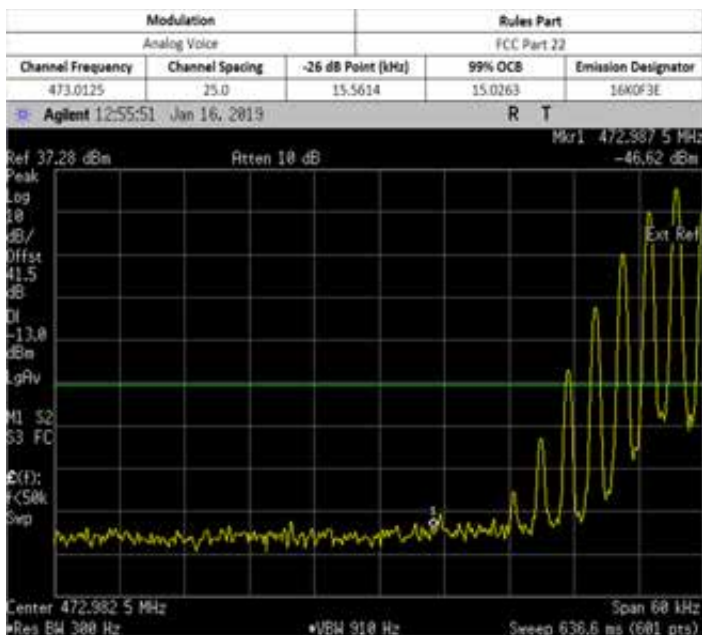 Modulation Rules Part
Analog Voice FCC Part 22
Channel Frequency Channel Spacing -26 dB Point (kHz) 99% OCB Emission Designator
473.0125 25.0 15.5614 15.0263 16K0F3E
Agilent 12:55:51 Jan 16, 2019 R T
Mkr1 472.987 5 MHz
Ref 37.28 dBm Atten 10 dB -46.62 dBm
Peak
Log
10
dB/
Ext Ref
Offst
41.5
dB
DI
-13.0
dBm
LgAv
M1 S2
S3 FC
£(f):
f<50k
Swp
1
Center 472.982 5 MHz Span 60 kHz
#Res BW 300 Hz #VBW 910 Hz Sweep 636.6 ms (601 pts)